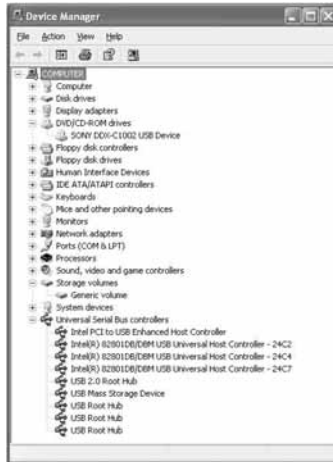 Device Manager
File Action View Help
COMPUTER
Computer
Disk drives
Display adapters
DVD/CD-ROM drives
SONY DDX-C1002 USB Device
Floppy disk controllers
Floppy disk drives
Human Interface Devices
IDE ATA/ATAPI controllers
Keyboards
Mice and other pointing devices
Monitors
Network adapters
Ports (COM & LPT)
Processors
Sound, video and game controllers
Storage volumes
Generic volume
System devices
Universal Serial Bus controllers
Intel PCI to USB Enhanced Host Controller
Intel(R) 82801DB/DBM USB Universal Host Controller - 24C2
Intel(R) 82801DB/DBM USB Universal Host Controller - 24C4
Intel(R) 82801DB/DBM USB Universal Host Controller - 24C7
USB 2.0 Root Hub
USB Mass Storage Device
USB Root Hub
USB Root Hub
USB Root Hub